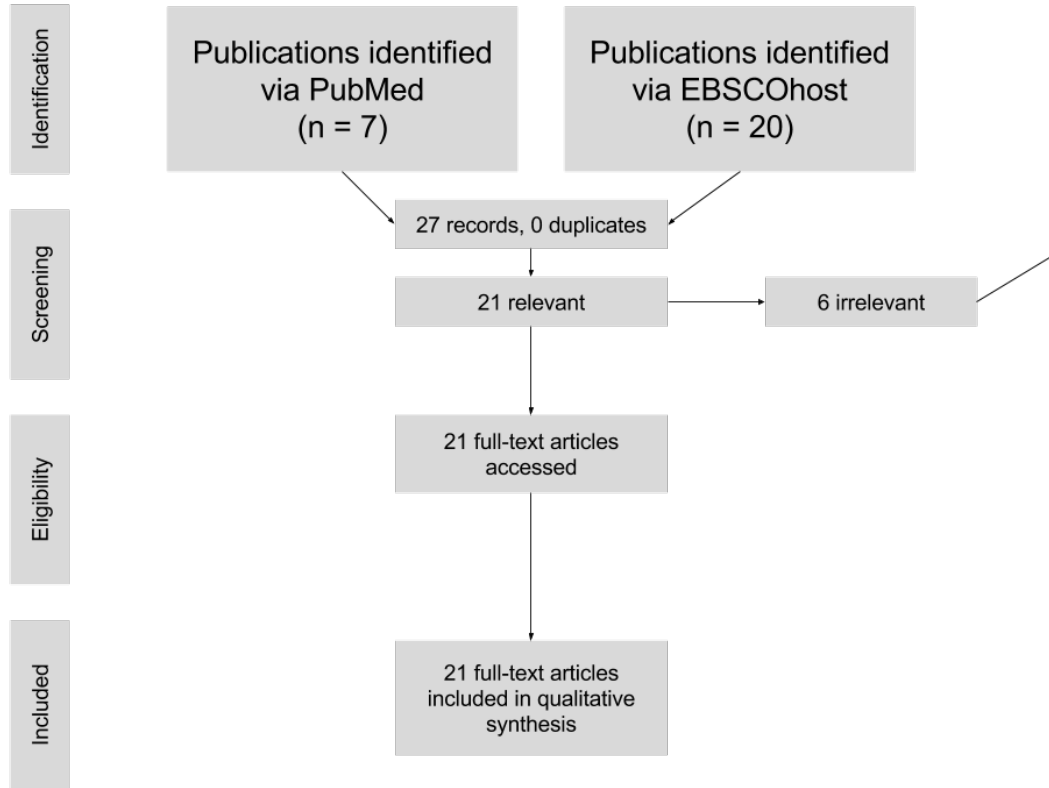 Identification
Publications identified
via PubMed
(n = 7)
Publications identified
via EBSCOhost
(n = 20)
Screening
27 records, 0 duplicates
21 relevant
6 irrelevant
Eligibility
21 full-text articles
accessed
Included
21 full-text articles
included in qualitative
synthesis